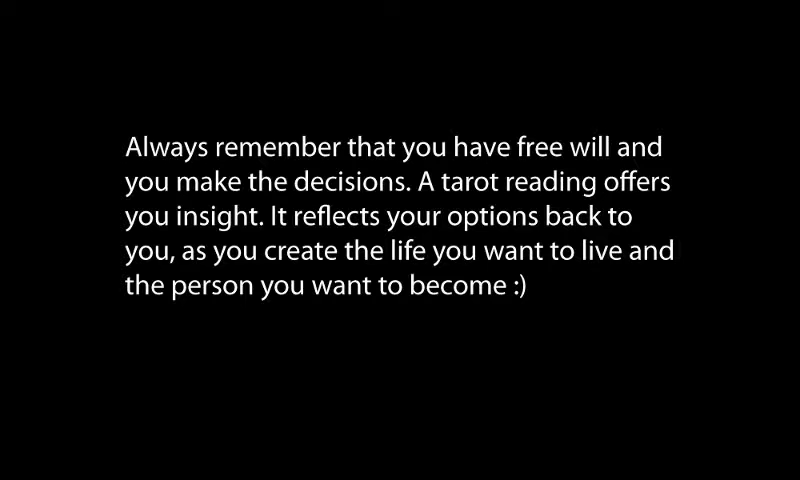 Always remember that you have free will and
you make the decisions. A tarot reading offers
you insight. It reflects your options back to
you, as you create the life you want to live and
the person you want to become :)